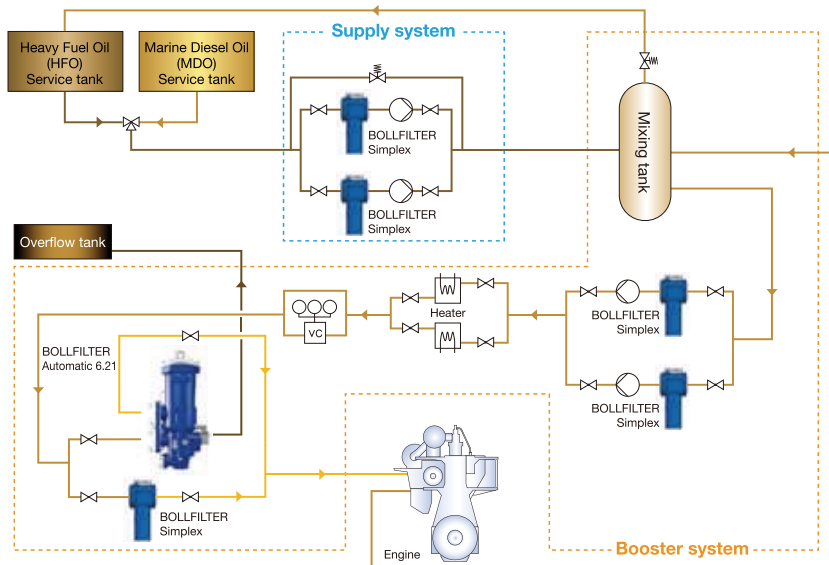 Heavy Fuel Oil
(HFO)
Service tank
Marine Diesel Oil
(MDO)
Service tank
Supply system
BOLLFILTER
Simplex
BOLLFILTER
Simplex
Mixing tank
Overflow tank
BOLLFILTER
Automatic 6.21
VC
Heater
BOLLFILTER
Simplex
BOLLFILTER
Simplex
BOLLFILTER
Simplex
Engine
Booster system